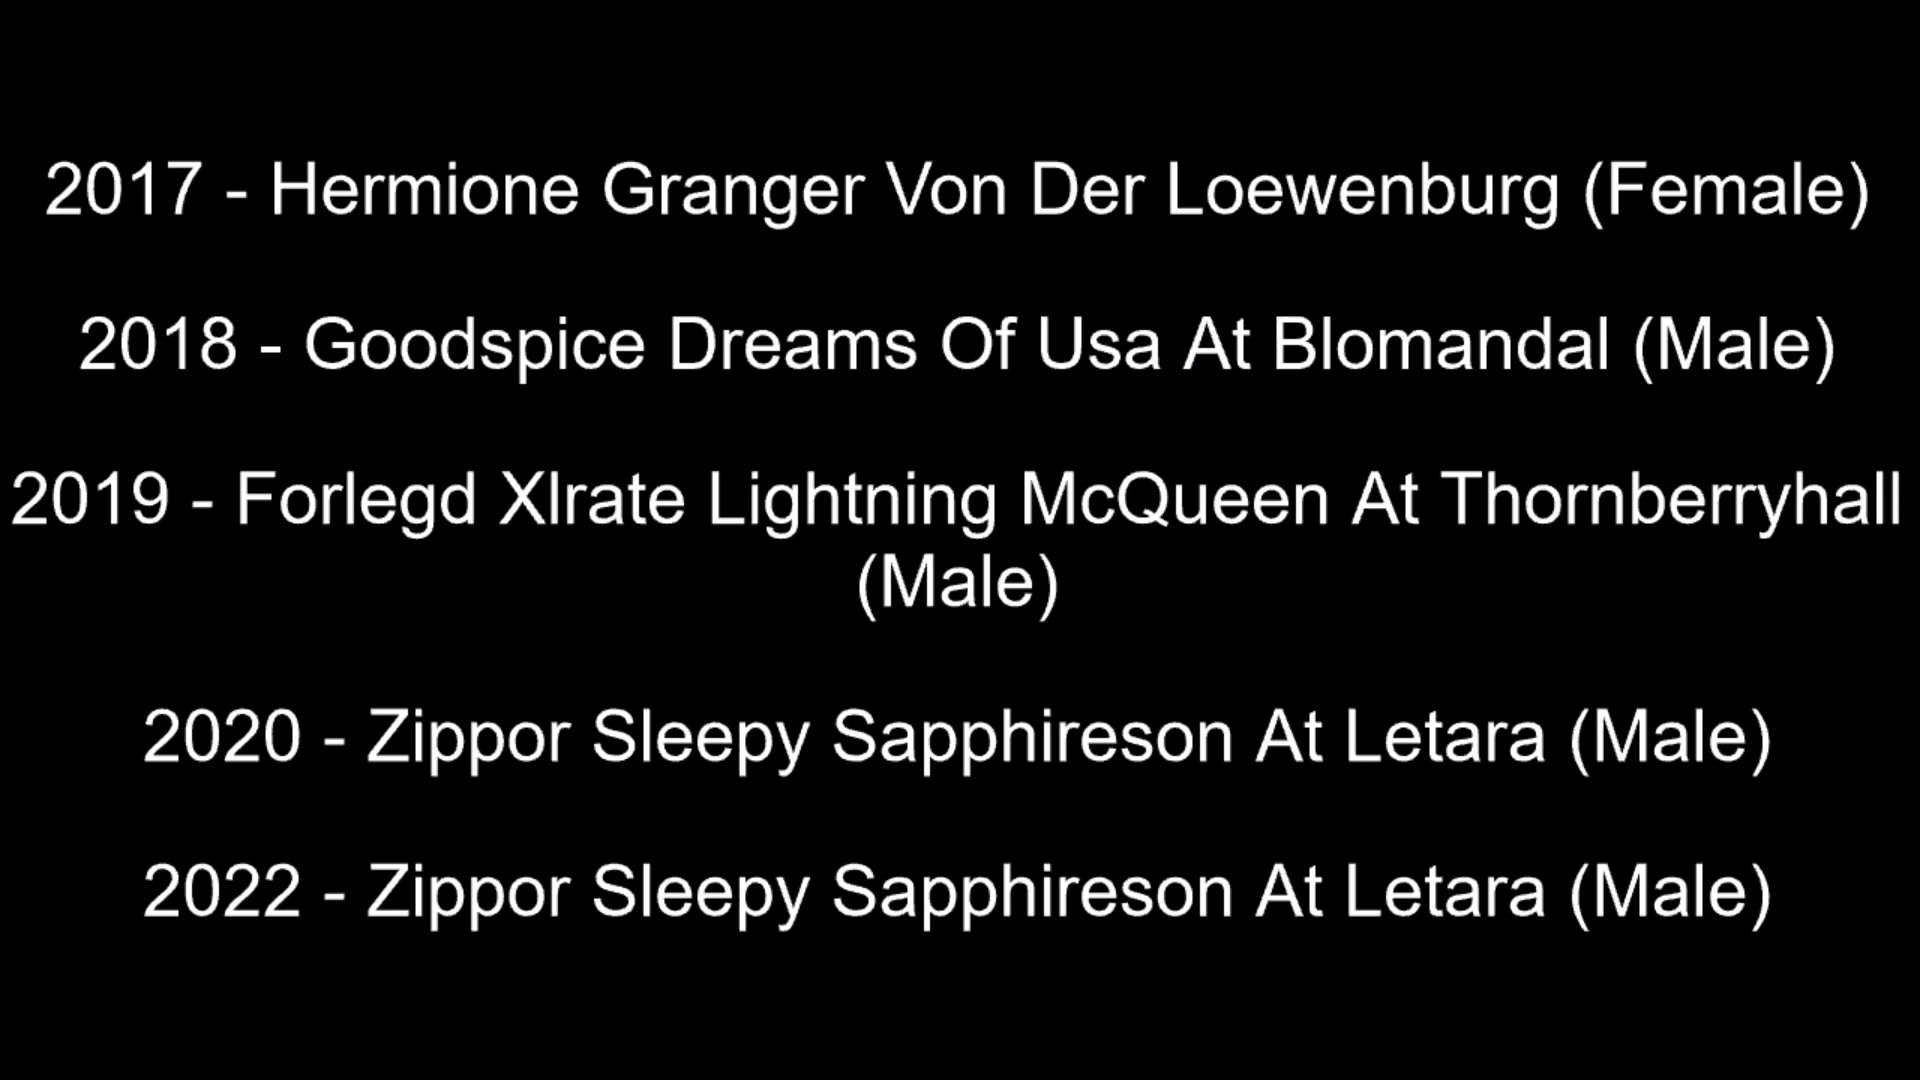 2017 - Hermione Granger Von Der Loewenburg (Female)
2018 - Goodspice Dreams Of Usa At Blomandal (Male)
2019 - Forlegd Xlrate Lightning McQueen At Thornberryhall
(Male)
2020 - Zippor Sleepy Sapphireson At Letara (Male)
2022 - Zippor Sleepy Sapphireson At Letara (Male)